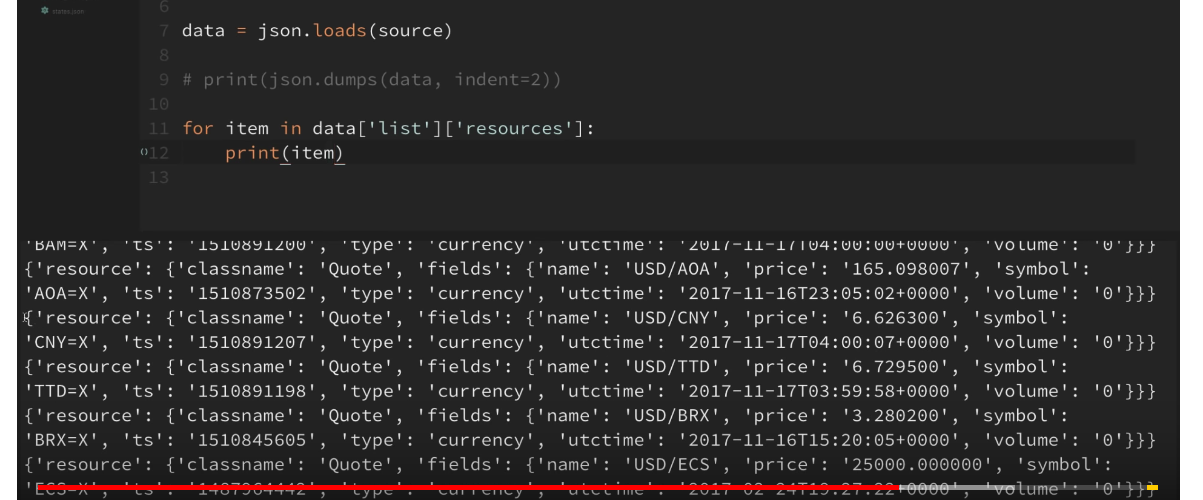 states.json
6
7 data = json.loads(source)
8
9 # print(json.dumps(data, indent=2))
10
11 for item in data['list']['resources']:
12     print(item)
13
'BAM=X', 'ts': '1510891200', 'type': 'currency', 'utctime': '2017-11-17T04:00:00+0000', 'volume': '0'}}}
{'resource': {'classname': 'Quote', 'fields': {'name': 'USD/AOA', 'price': '165.098007', 'symbol':
'AOA=X', 'ts': '1510873502', 'type': 'currency', 'utctime': '2017-11-16T23:05:02+0000', 'volume': '0'}}}
{'resource': {'classname': 'Quote', 'fields': {'name': 'USD/CNY', 'price': '6.626300', 'symbol':
'CNY=X', 'ts': '1510891207', 'type': 'currency', 'utctime': '2017-11-17T04:00:07+0000', 'volume': '0'}}}
{'resource': {'classname': 'Quote', 'fields': {'name': 'USD/TTD', 'price': '6.729500', 'symbol':
'TTD=X', 'ts': '1510891198', 'type': 'currency', 'utctime': '2017-11-17T03:59:58+0000', 'volume': '0'}}}
{'resource': {'classname': 'Quote', 'fields': {'name': 'USD/BRX', 'price': '3.280200', 'symbol':
'BRX=X', 'ts': '1510845605', 'type': 'currency', 'utctime': '2017-11-16T15:20:05+0000', 'volume': '0'}}}
{'resource': {'classname': 'Quote', 'fields': {'name': 'USD/ECS', 'price': '25000.000000', 'symbol':
'ECS=X', 'ts': '1487964442', 'type': 'currency', 'utctime': '2017-02-24T19:27:22+0000', 'volume': '0'}}}